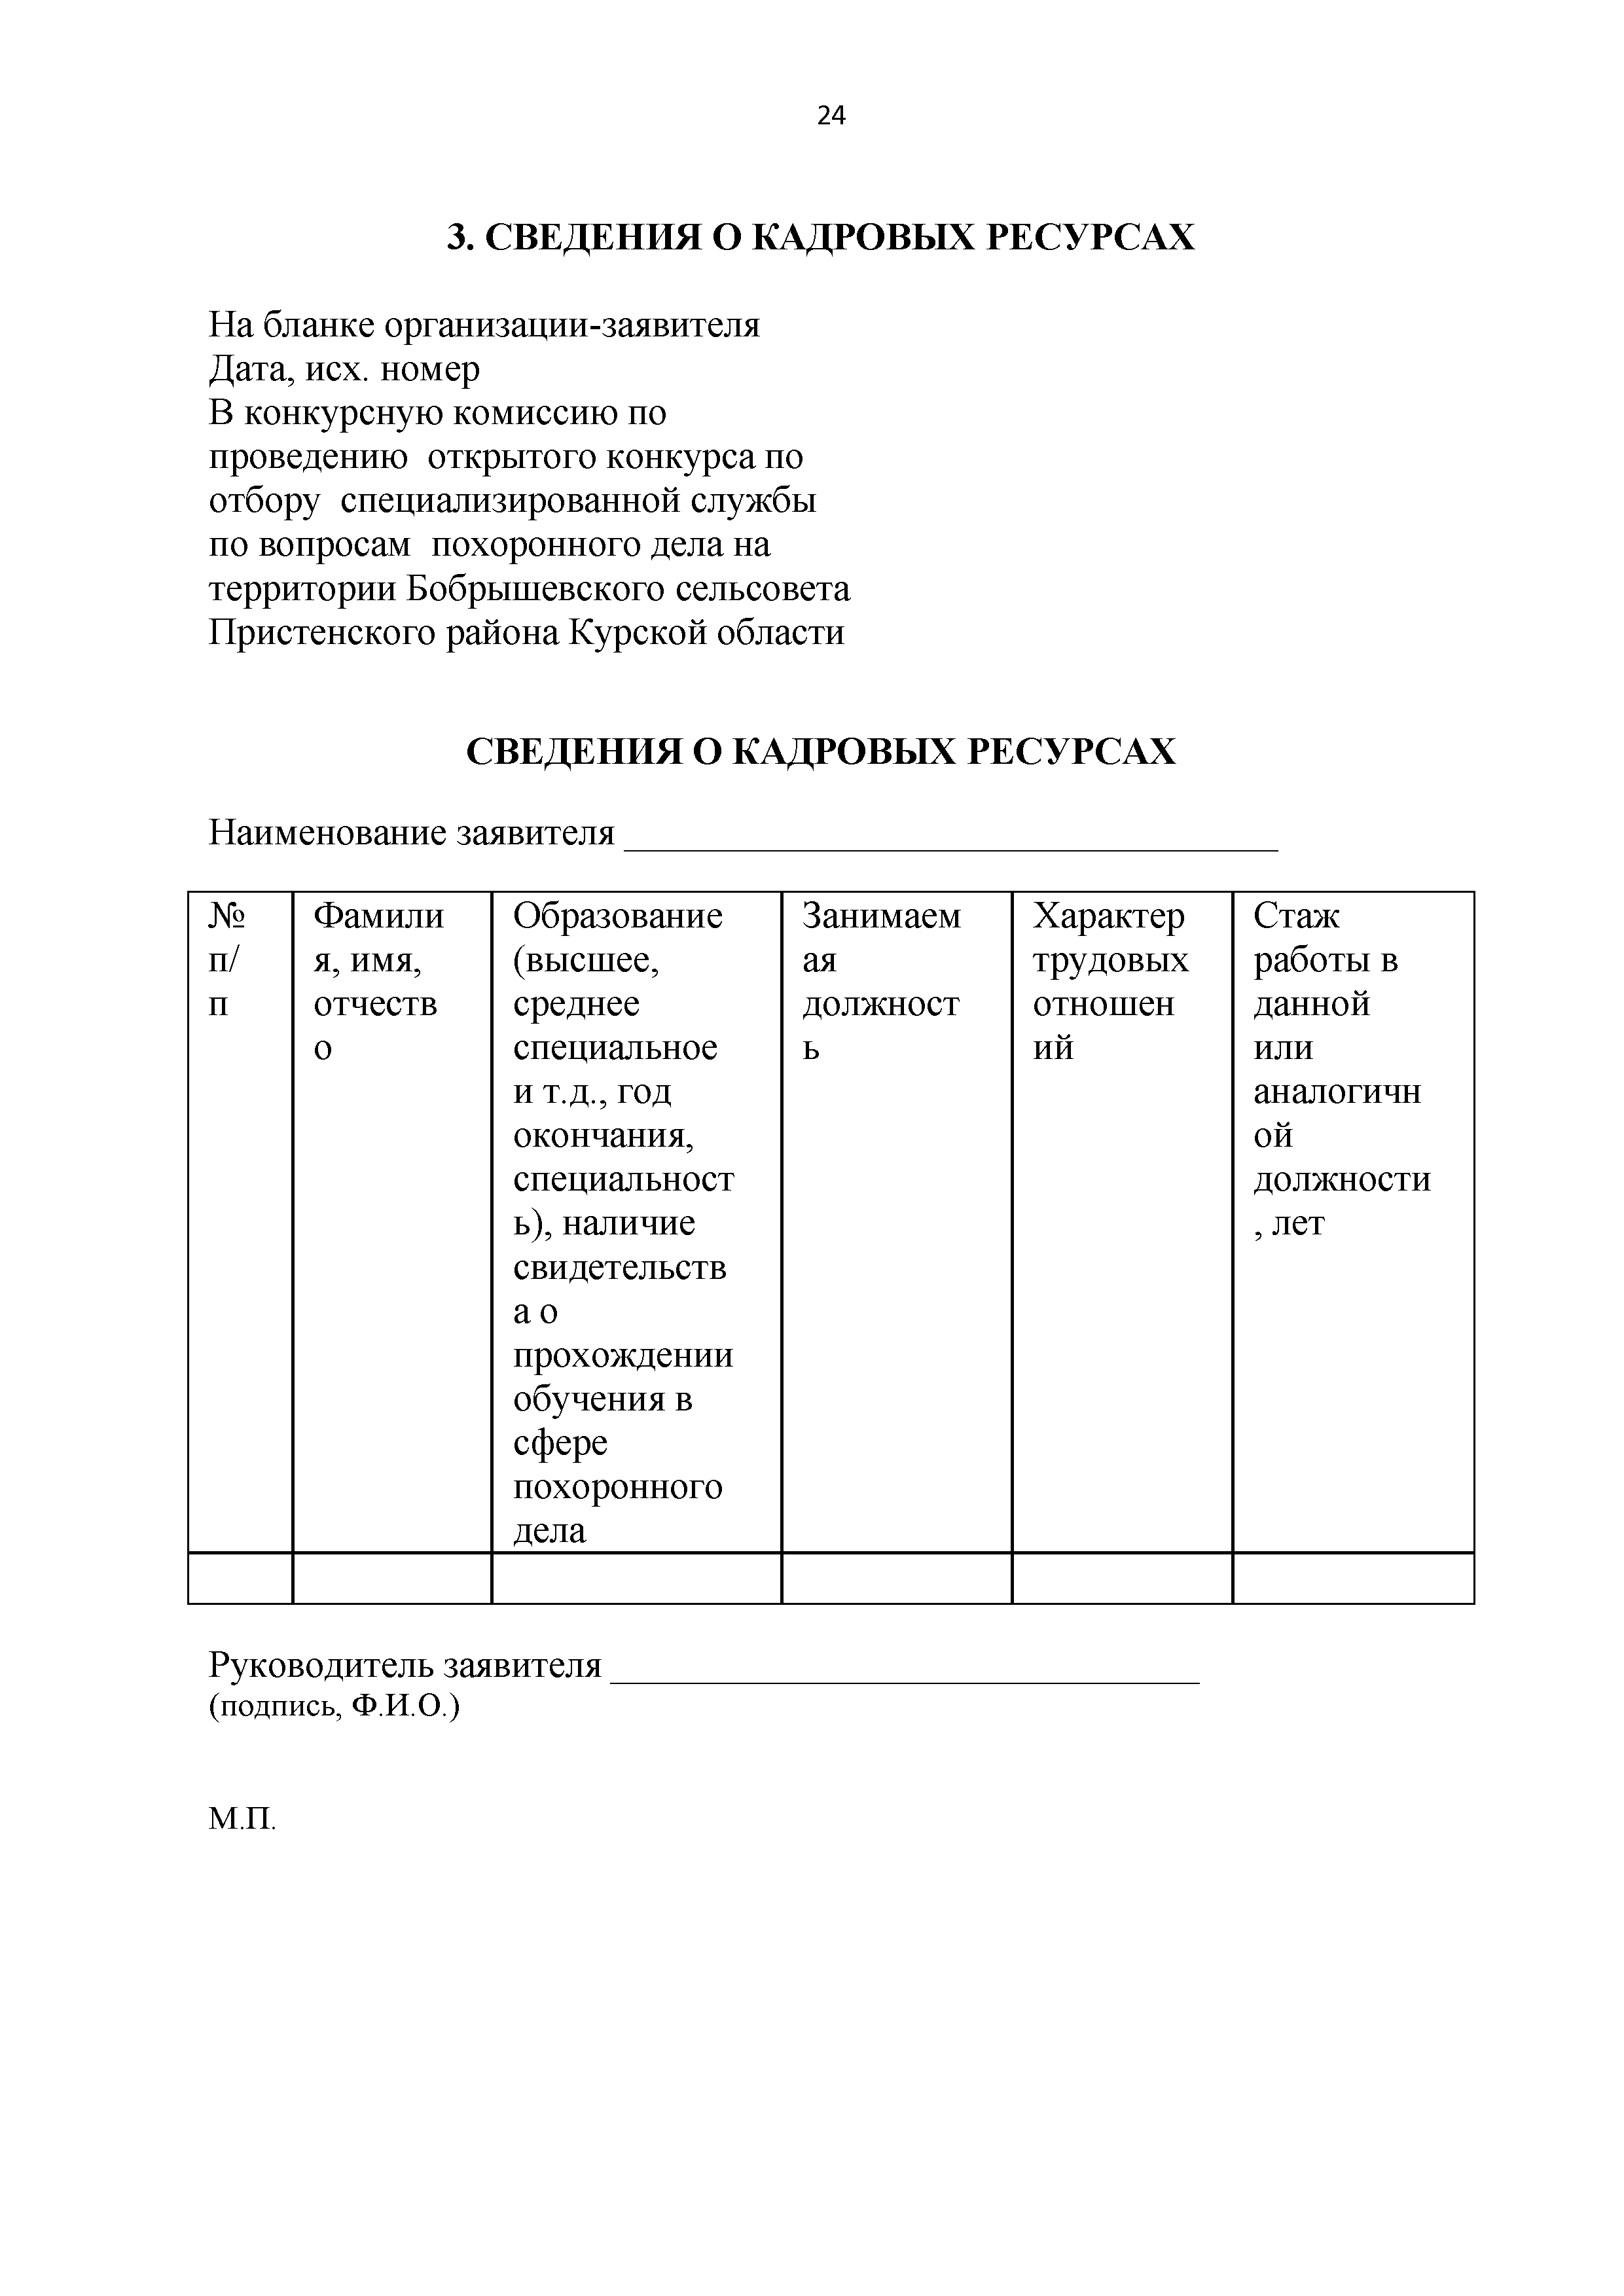 24
3. СВЕДЕНИЯ О КАДРОВЫХ РЕСУРСАХ
На бланке организации-заявителя
Дата, исх. номер
В конкурсную комиссию по
проведению  открытого конкурса по
отбору  специализированной службы
по вопросам  похоронного дела на
территории Бобрышевского сельсовета
Пристенского района Курской области
СВЕДЕНИЯ О КАДРОВЫХ РЕСУРСАХ
Наименование заявителя ___________________________________
№
п/
п
Фамили
я, имя,
отчеств
о
Образование
(высшее,
среднее
специальное
и т.д., год
окончания,
специальност
ь), наличие
свидетельств
а о
прохождении
обучения в
сфере
похоронного
дела
Занимаем
ая
должност
ь
Характер
трудовых
отношен
ий
Стаж
работы в
данной
или
аналогичн
ой
должности
, лет
Руководитель заявителя _______________________________
(подпись, Ф.И.О.)
М.П.